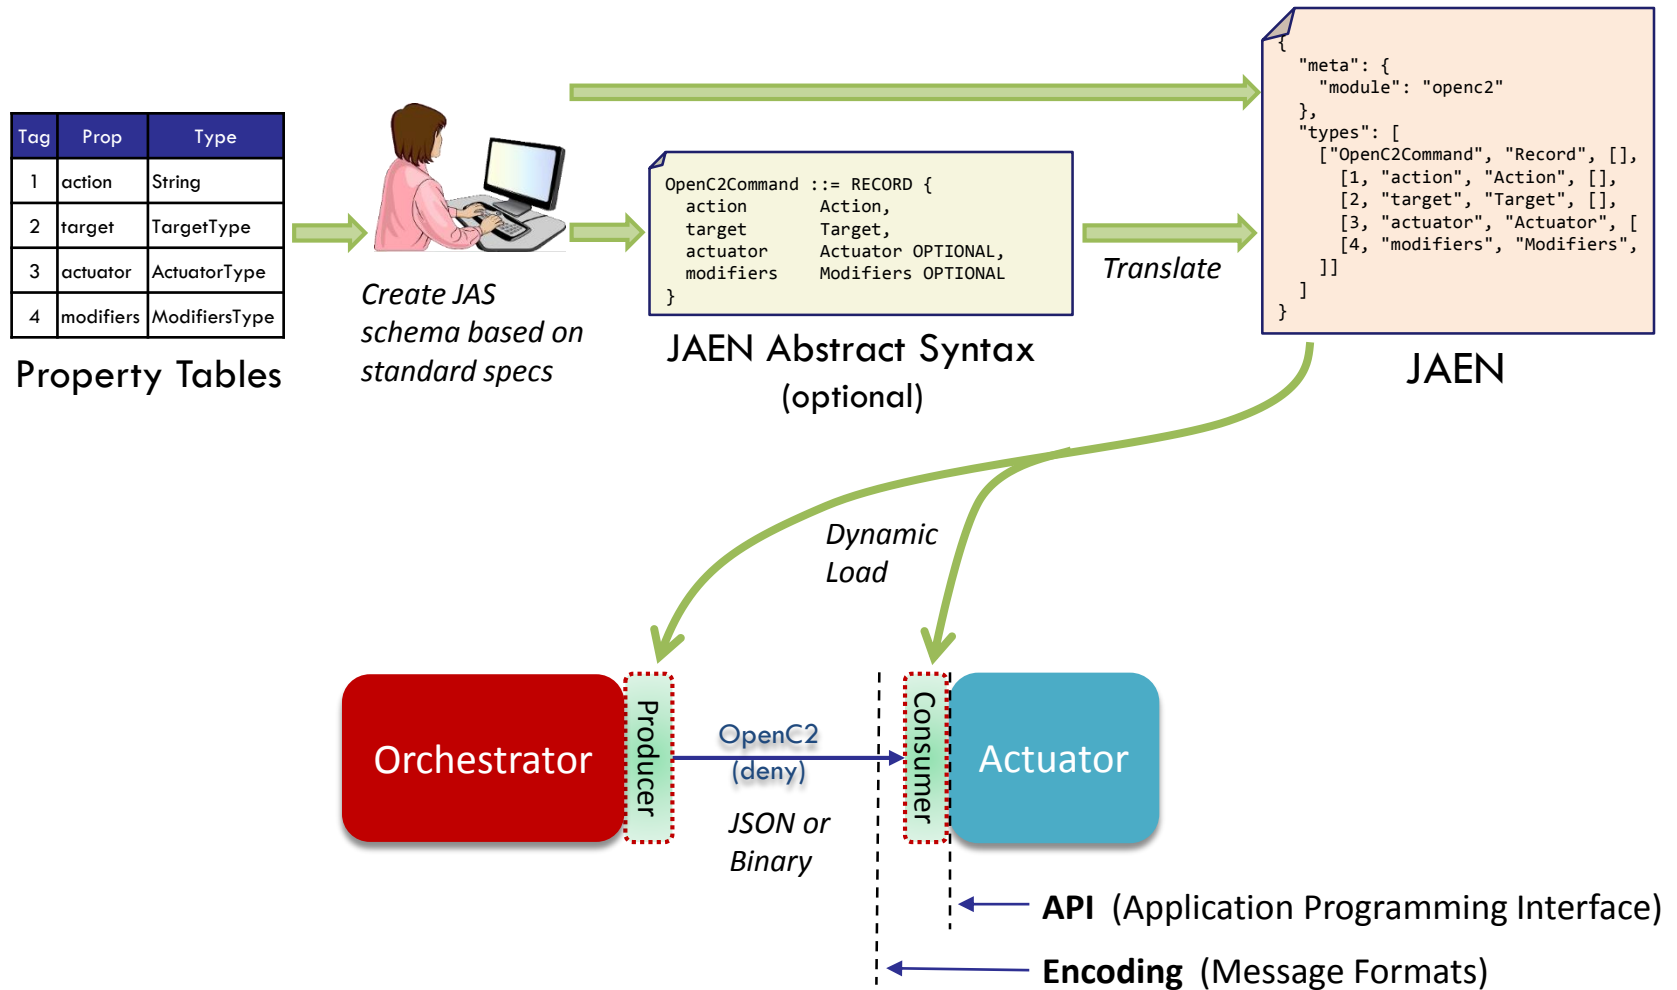 Tag Prop Type
1 action String
2 target TargetType
3 actuator ActuatorType
4 modifiers ModifiersType
Property Tables
Create JAS
schema based on
standard specs
OpenC2Command ::= RECORD {
action Action,
target Target,
actuator Actuator OPTIONAL,
modifiers Modifiers OPTIONAL
}
JAEN Abstract Syntax
(optional)
Translate
{
"meta": {
"module": "openc2"
},
"types": [
["OpenC2Command", "Record", [],
[1, "action", "Action", [],
[2, "target", "Target", [],
[3, "actuator", "Actuator", [
[4, "modifiers", "Modifiers",
]]
]
}
JAEN
Dynamic
Load
Orchestrator
Producer
OpenC2
(deny)
JSON or
Binary
Consumer
Actuator
API (Application Programming Interface)
Encoding (Message Formats)